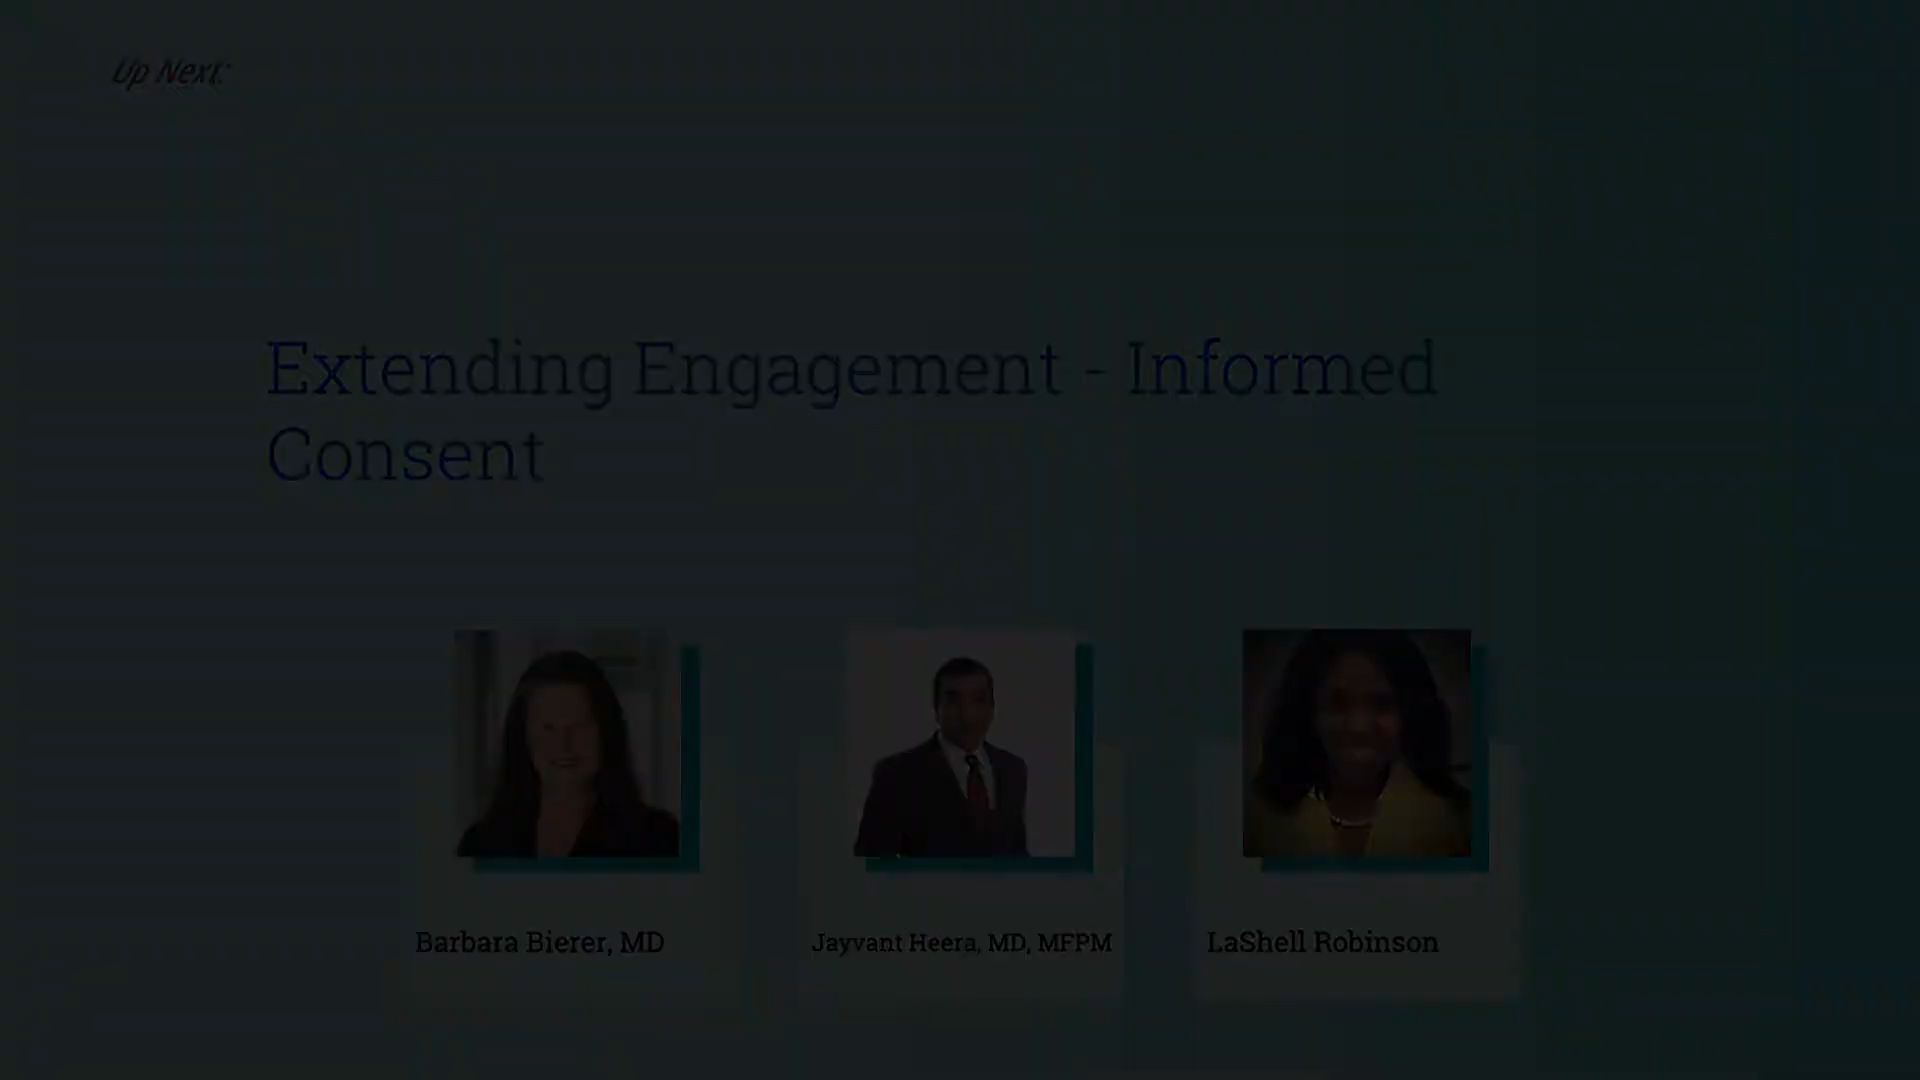 Up Next:
Extending Engagement - Informed
Consent
Barbara Bierer, MD
Jayvant Heera, MD, MFPM
LaShell Robinson